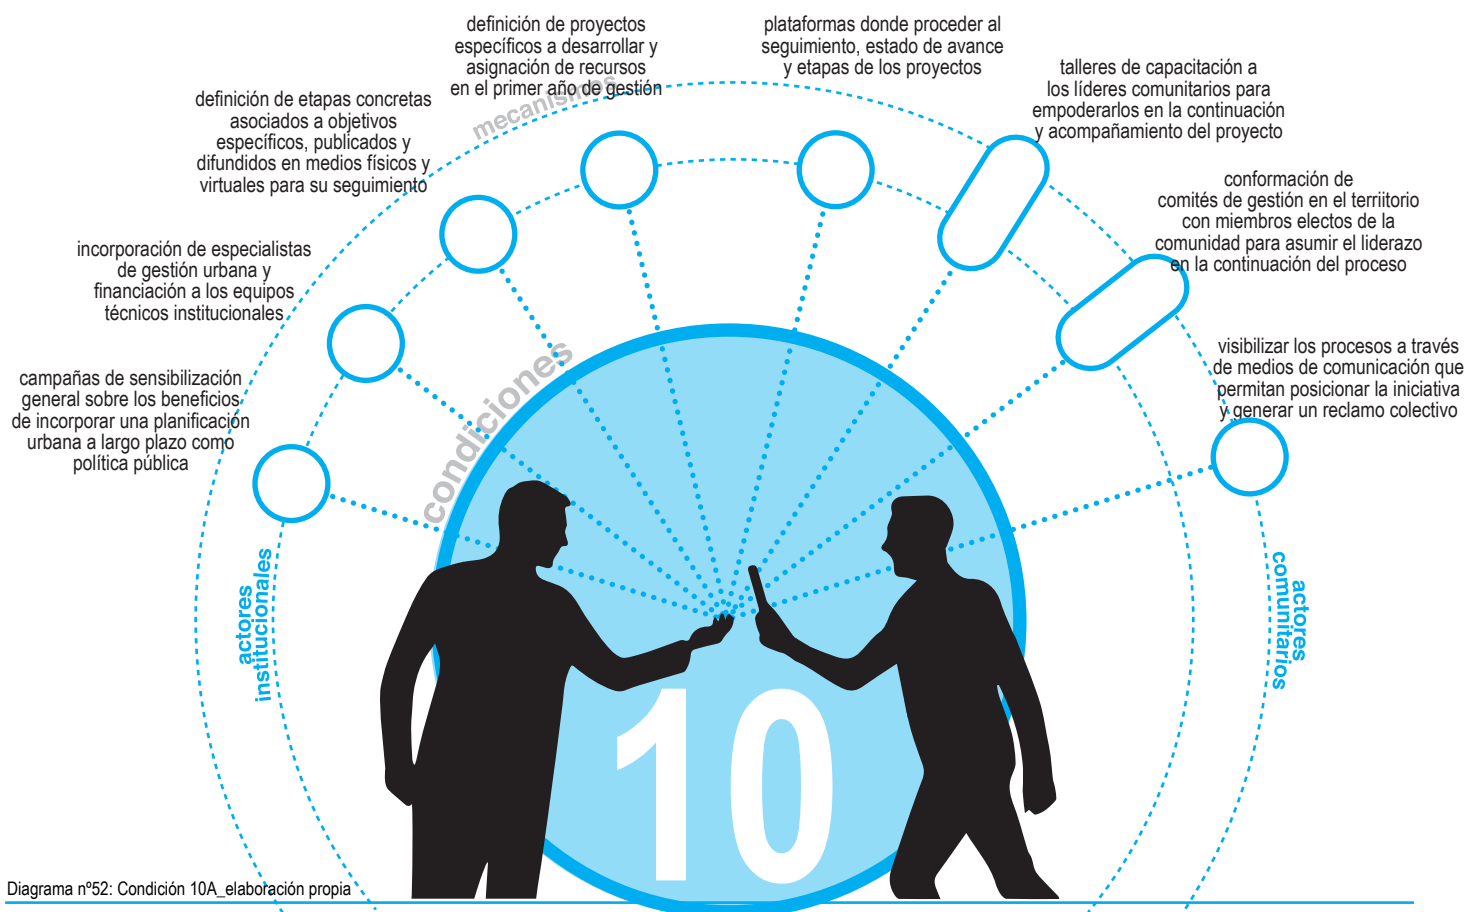 definición de proyectos
específicos a desarrollar y
asignación de recursos
en el primer año de gestión
plataformas donde proceder al
seguimiento, estado de avance
y etapas de los proyectos
talleres de capacitación a
los líderes comunitarios para
empoderarlos en la continuación
y acompañamiento del proyecto
definición de etapas concretas
asociados a objetivos
específicos, publicados y
difundidos en medios físicos y
virtuales para su seguimiento
mecanismos
conformación de
comités de gestión en el terriitorio
con miembros electos de la
comunidad para asumir el liderazo
en la continuación del proceso
incorporación de especialistas
de gestión urbana y
financiación a los equipos
técnicos institucionales
visibilizar los procesos a través
de medios de comunicación que
permitan posicionar la iniciativa
y generar un reclamo colectivo
campañas de sensibilización
general sobre los beneficios
de incorporar una planificación
urbana a largo plazo como
política pública
condiciones
actores
institucionales
actores
comunitarios
10
Diagrama nº52: Condición 10A_elaboración propia